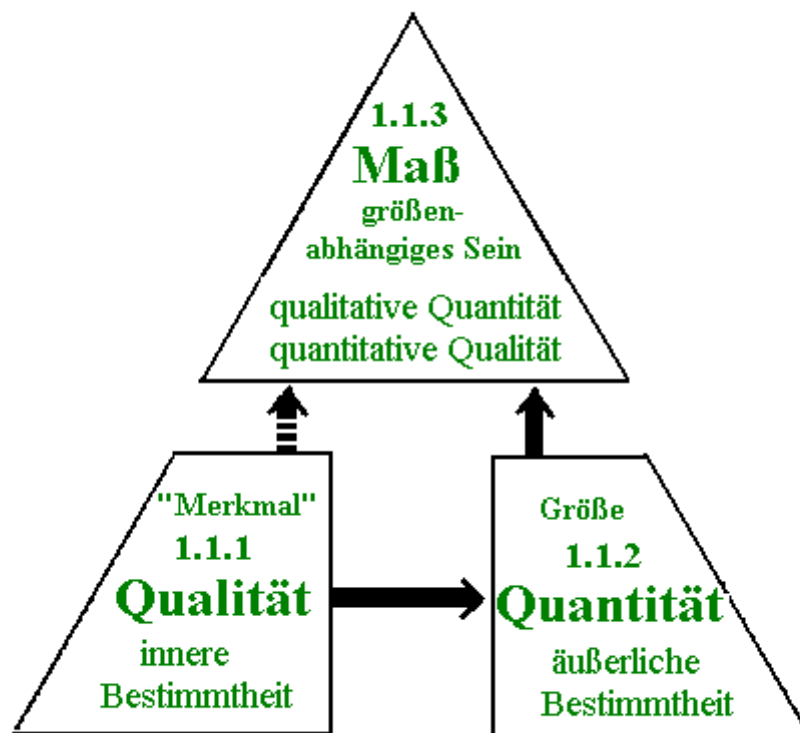 1.1.3
Maß
größen-
abhängiges Sein
qualitative Quantität
quantitative Qualität
"Merkmal"
1.1.1
Qualität
innere
Bestimmtheit
Größe
1.1.2
Quantität
äußerliche
Bestimmtheit